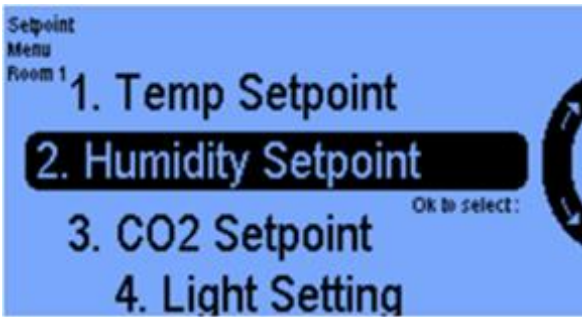 Setpoint
Menu
Room 1
1. Temp Setpoint
2. Humidity Setpoint
Ok to select:
3. CO2 Setpoint
4. Light Setting